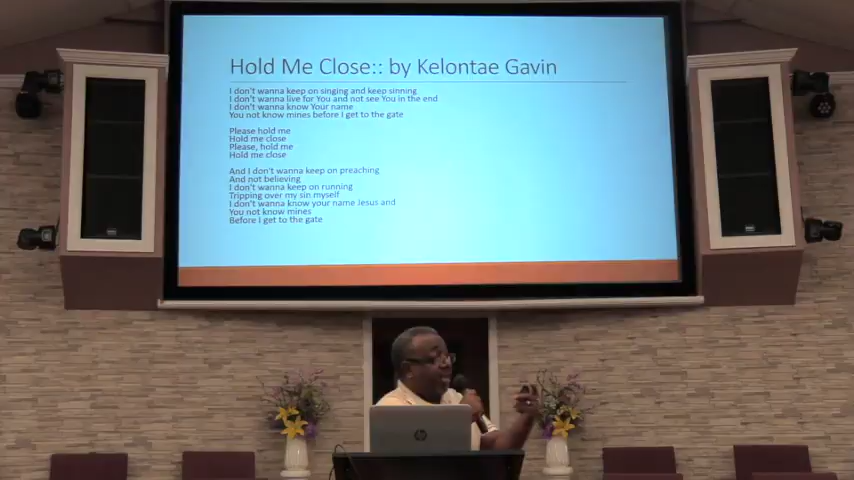 Hold Me Close:: by Kelontae Gavin
I don't wanna keep on singing and keep sinning
I don't wanna live for You and not see You in the end
I don't wanna know Your name
You not know mines before I get to the gate
Please hold me
Hold me close
Please, hold me
Hold me close
And I don't wanna keep on preaching
And not believing
I don't wanna keep on running
Tripping over my sin myself
I don't wanna know your name Jesus and
You not know mines
Before I get to the gate
hp